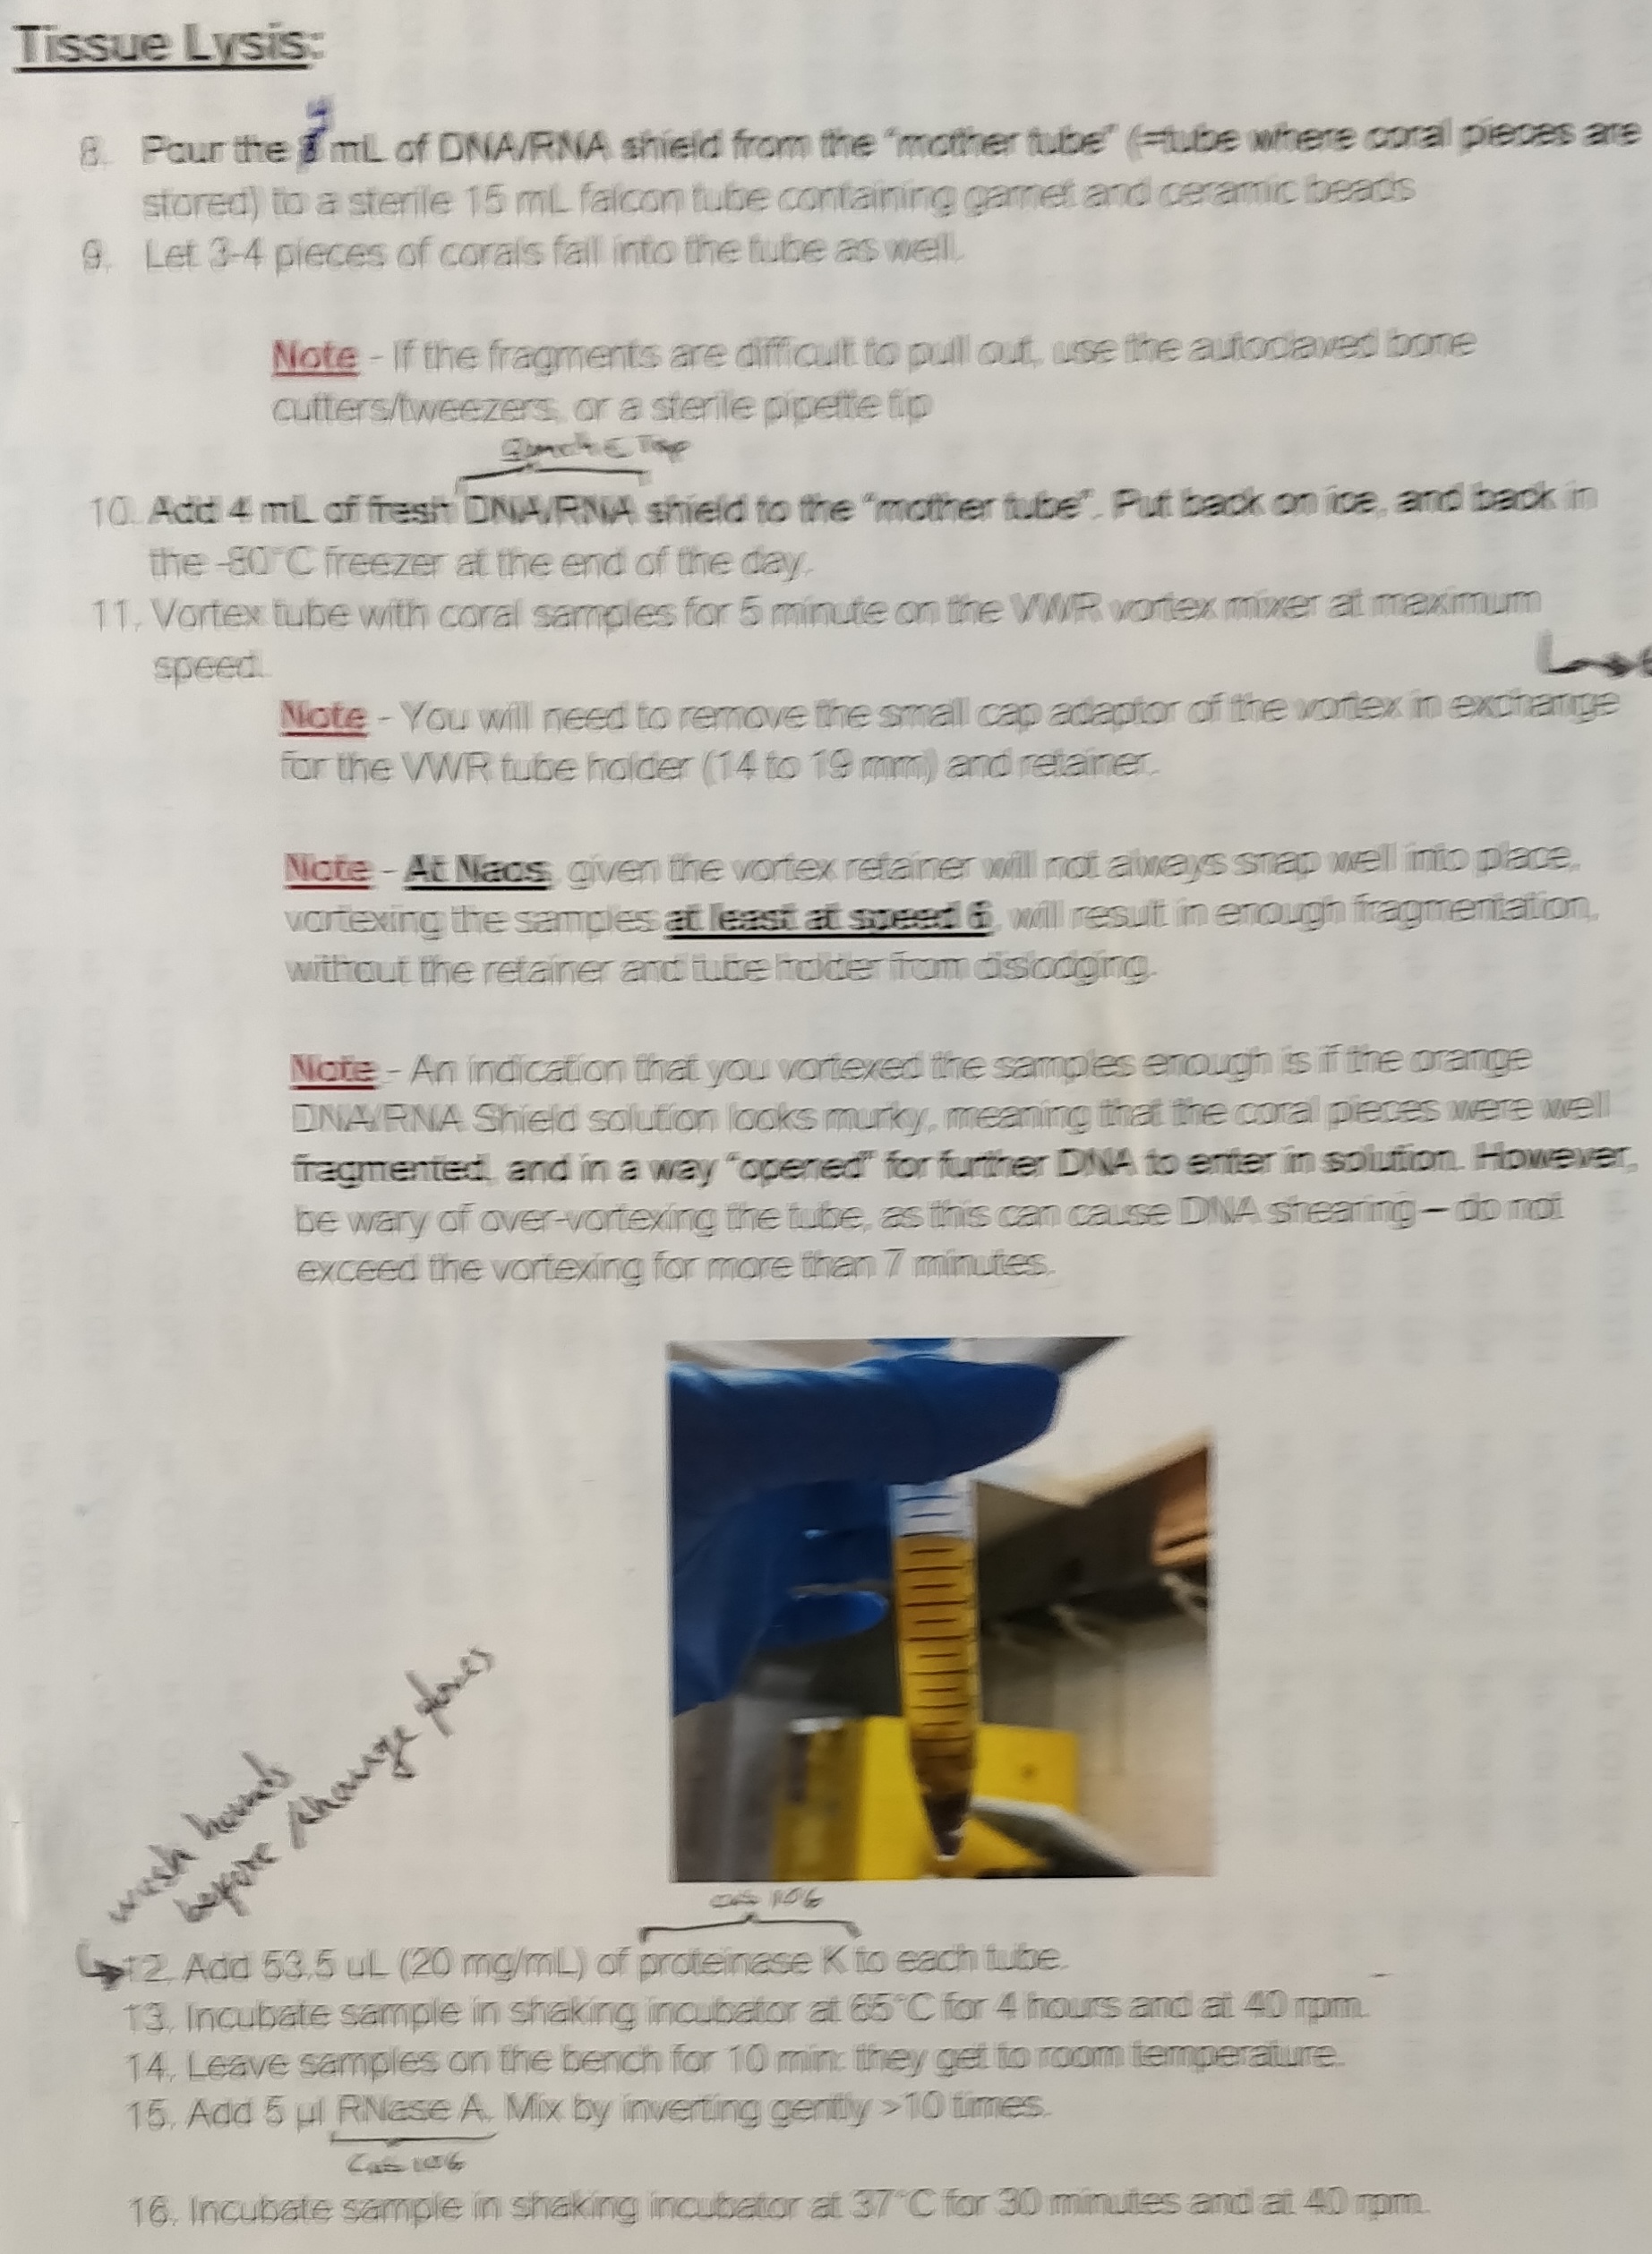 Tissue Lysis:
8. Pour the mL of DNA/RNA shield from the "mother tube" (=tube where coral pieces are
stored) to a sterile 15 mL falcon tube containing garnet and ceramic beads
9. Let 3-4 pieces of corals fall into the tube as well.
Note - If the fragments are difficult to pull out, use the autoclaved bone
cutters/tweezers, or a sterile pipette tip
Top
10. Add 4 mL of fresh DNA/RNA shield to the "mother tube". Put back on ice, and back in
the -80°C freezer at the end of the day.
11. Vortex tube with coral samples for 5 minute on the VWR vortex mixer at maximum
speed.
Note - You will need to remove the small cap adaptor of the vortex in exchange
for the VWR tube holder (14 to 19 mm) and retainer.
Note - At Naos, given the vortex retainer will not always snap well into place,
vortexing the samples at least at speed 6, will result in enough fragmentation,
without the retainer and tube holder from dislodging.
Note - An indication that you vortexed the samples enough is if the orange
DNA/RNA Shield solution looks murky, meaning that the coral pieces were well
fragmented, and in a way "opened" for further DNA to enter in solution. However,
be wary of over-vortexing the tube, as this can cause DNA shearing – do not
exceed the vortexing for more than 7 minutes.
wash hands
before /change gloves
106
12. Add 53.5 uL (20 mg/mL) of proteinase K to each tube.
13. Incubate sample in shaking incubator at 65°C for 4 hours and at 40 rpm.
14. Leave samples on the bench for 10 min: they get to room temperature.
15. Add 5 µl RNase A. Mix by inverting gently >10 times.
106
16. Incubate sample in shaking incubator at 37°C for 30 minutes and at 40 rpm.